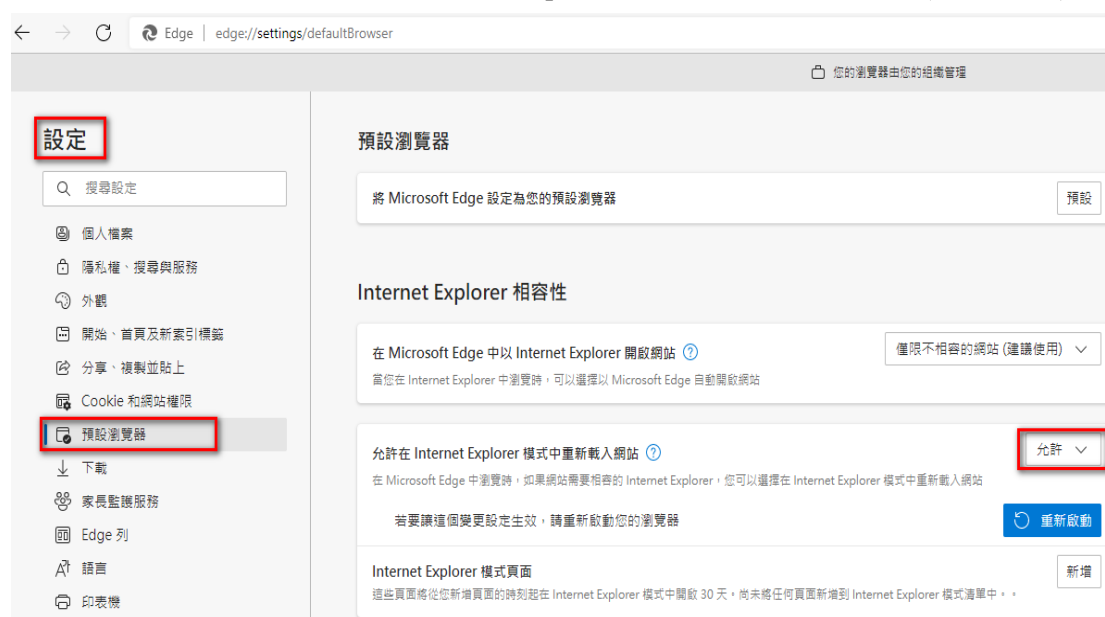 Edge | edge://settings/defaultBrowser
您的瀏覽器由您的組織管理
設定
搜尋設定
個人檔案
隱私權、搜尋與服務
外觀
開始、首頁及新索引標籤
分享、複製並貼上
Cookie 和網站權限
預設瀏覽器
下載
家長監護服務
Edge 列
語言
印表機
預設瀏覽器
將 Microsoft Edge 設定為您的預設瀏覽器
預設
Internet Explorer 相容性
在 Microsoft Edge 中以 Internet Explorer 開啟網站
僅限不相容的網站 (建議使用)
當您在 Internet Explorer 中瀏覽時，可以選擇以 Microsoft Edge 自動開啟網站
允許在 Internet Explorer 模式中重新載入網站
允許
在 Microsoft Edge 中瀏覽時，如果網站需要相容的 Internet Explorer，您可以選擇在 Internet Explorer 模式中重新載入網站
若要讓這個變更設定生效，請重新啟動您的瀏覽器
重新啟動
Internet Explorer 模式頁面
新增
這些頁面將從您新增頁面的時刻起在 Internet Explorer 模式中開啟 30 天。尚未將任何頁面新增到 Internet Explorer 模式清單中。。